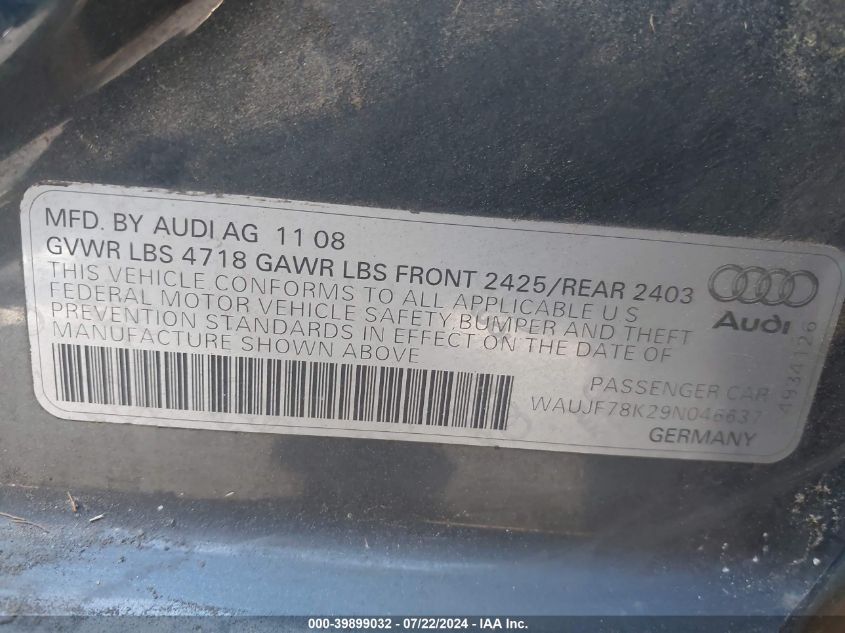 MFD. BY AUDI AG 11 08
GVWR LBS 4718 GAWR LBS FRONT 2425/REAR 2403
THIS VEHICLE CONFORMS TO ALL APPLICABLE U S
FEDERAL MOTOR VEHICLE SAFETY, BUMPER AND THEFT
PREVENTION STANDARDS IN EFFECT ON THE DATE OF
MANUFACTURE SHOWN ABOVE
Audi
4934126
PASSENGER CAR
WAUJF78K29N046637
GERMANY
000-39899032 - 07/22/2024 - IAA Inc.